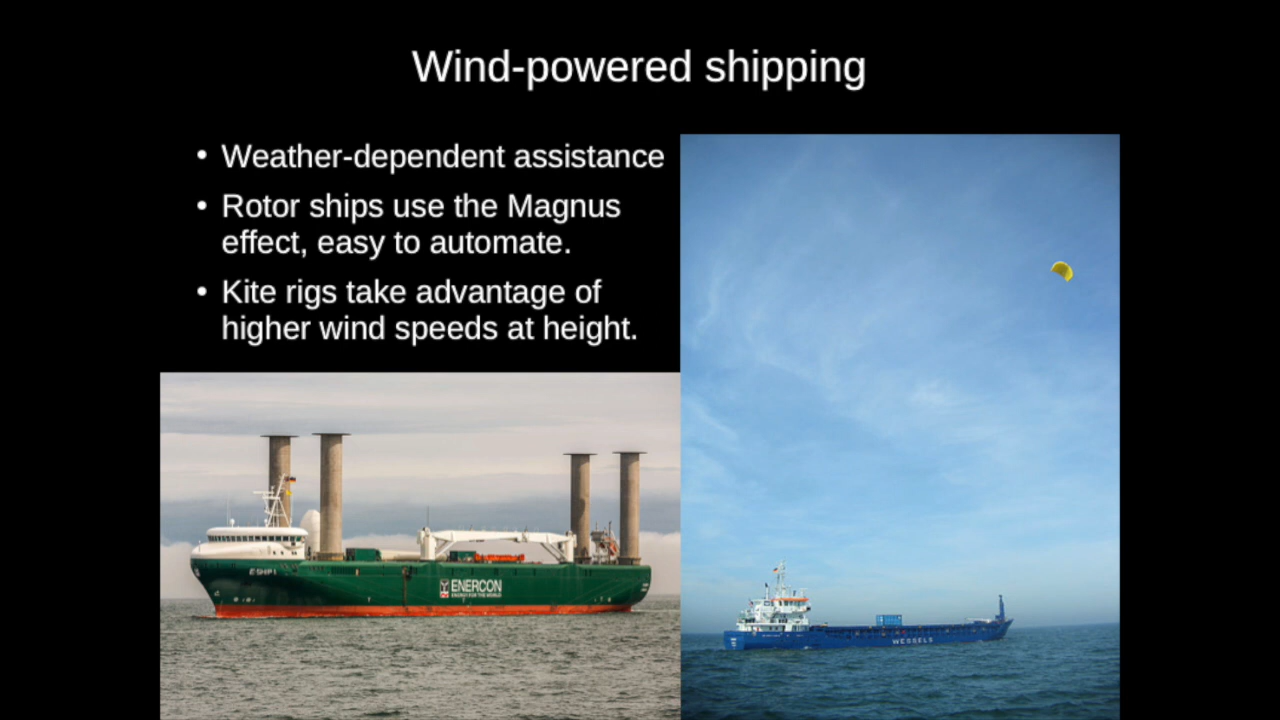 Wind-powered shipping
• Weather-dependent assistance
• Rotor ships use the Magnus
effect, easy to automate.
• Kite rigs take advantage of
higher wind speeds at height.
E-SHIP 1
ENERCON
ENERGY FOR THE WORLD
WESSELS